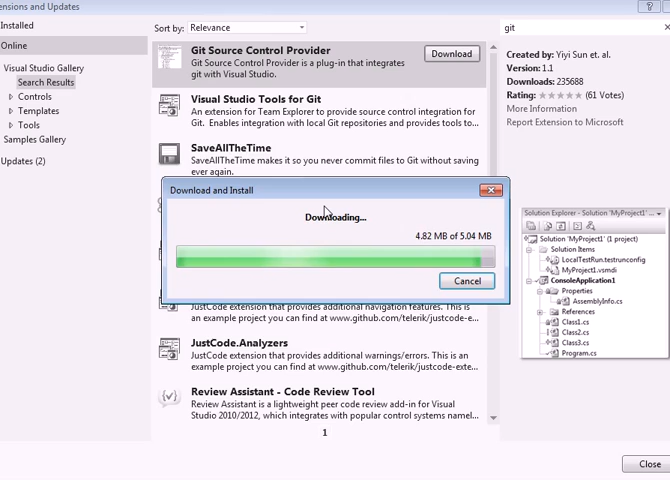 ensions and Updates
?
Installed
Online
Visual Studio Gallery
Search Results
Controls
Templates
Tools
Samples Gallery
Updates (2)
Sort by: Relevance
Git Source Control Provider
Git Source Control Provider is a plug-in that integrates
git with Visual Studio.
Download
Visual Studio Tools for Git
An extension for Team Explorer to provide source control integration for
Git. Enables integration with local Git repositories and provides tools to...
SaveAllTheTime
SaveAllTheTime makes it so you never commit files to Git without saving
ever again.
Download and Install
Downloading...
4.82 MB of 5.04 MB
Cancel
JustCode extension that provides additional navigation features. This is
an example project you can find at www.github.com/telerik/justcode-e...
JustCode.Analyzers
JustCode extension that provides additional warnings/errors. This is an
example project you can find at www.github.com/telerik/justcode-exte...
Review Assistant - Code Review Tool
Review Assistant is a lightweight peer code review add-in for Visual
Studio 2010/2012, which integrates with popular control systems namel...
1
git
Created by: Yiyi Sun et. al.
Version: 1.1
Downloads: 235688
Rating: (61 Votes)
More Information
Report Extension to Microsoft
Solution Explorer - Solution 'MyProject1' ...
Solution 'MyProject1' (1 project)
Solution Items
LocalTestRun.testrunconfig
MyProject1.vsmdi
ConsoleApplication1
Properties
AssemblyInfo.cs
References
Class1.cs
Class2.cs
Class3.cs
Program.cs
Close